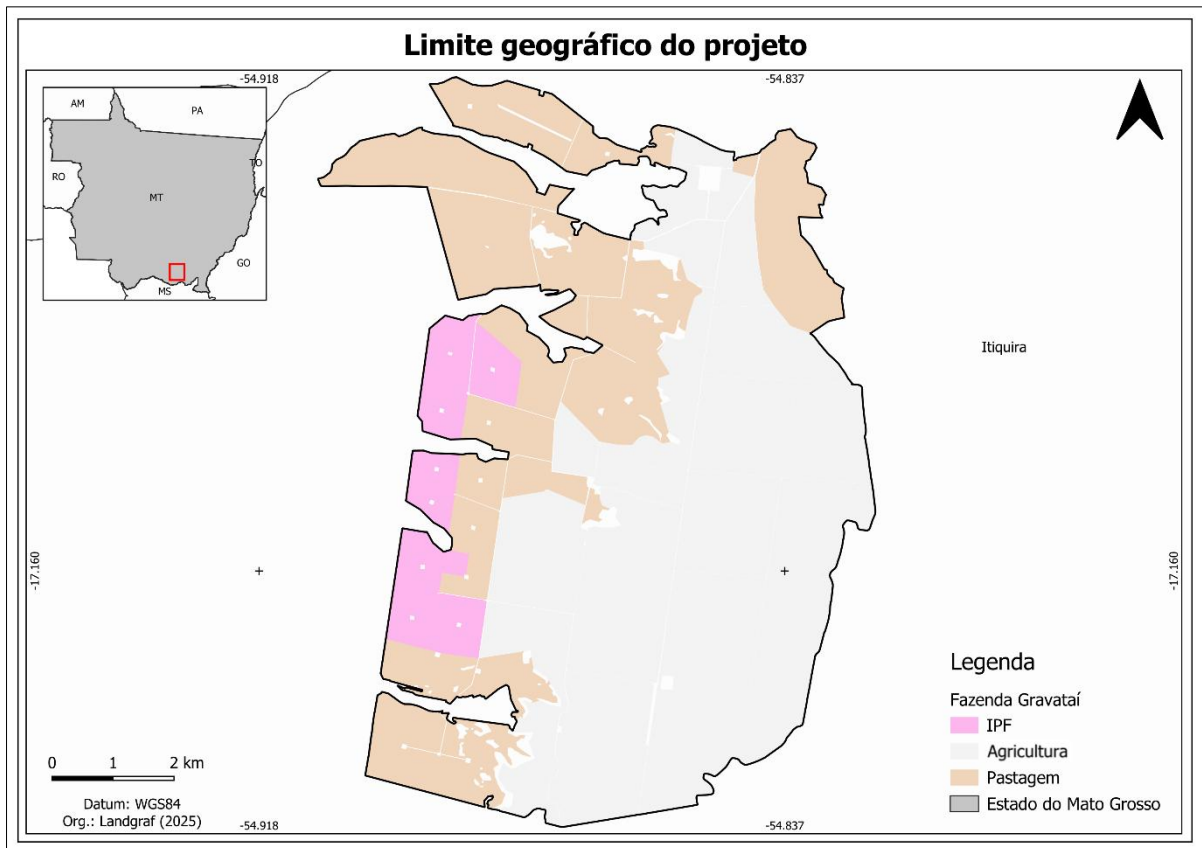 Limite geográfico do projeto
-54.918
-54.837
AM
PA
RO
TO
MT
GO
MS
Itiquira
-17.160
-17.160
Legenda
Fazenda Gravataí
IPF
Agricultura
Pastagem
Estado do Mato Grosso
0 1 2 km
Datum: WGS84
Org.: Landgraf (2025)
-54.918
-54.837